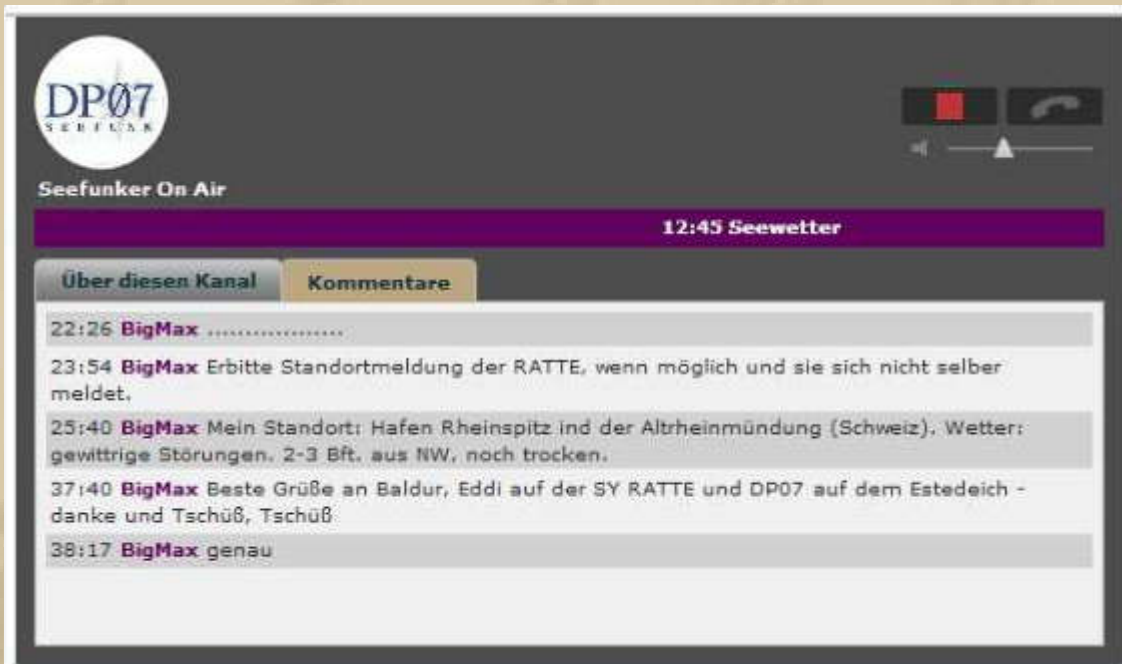 DPØ7
SEEFUNK
Seefunker On Air
12:45 Seewetter
Über diesen Kanal
Kommentare
22:26 BigMax ...................
23:54 BigMax Erbitte Standortmeldung der RATTE, wenn möglich und sie sich nicht selber
meldet.
25:40 BigMax Mein Standort: Hafen Rheinspitz ind der Altrheinmündung (Schweiz). Wetter:
gewittrige Störungen. 2-3 Bft. aus NW, noch trocken.
37:40 BigMax Beste Grüße an Baldur, Eddi auf der SY RATTE und DP07 auf dem Estedeich -
danke und Tschüß, Tschüß
38:17 BigMax genau